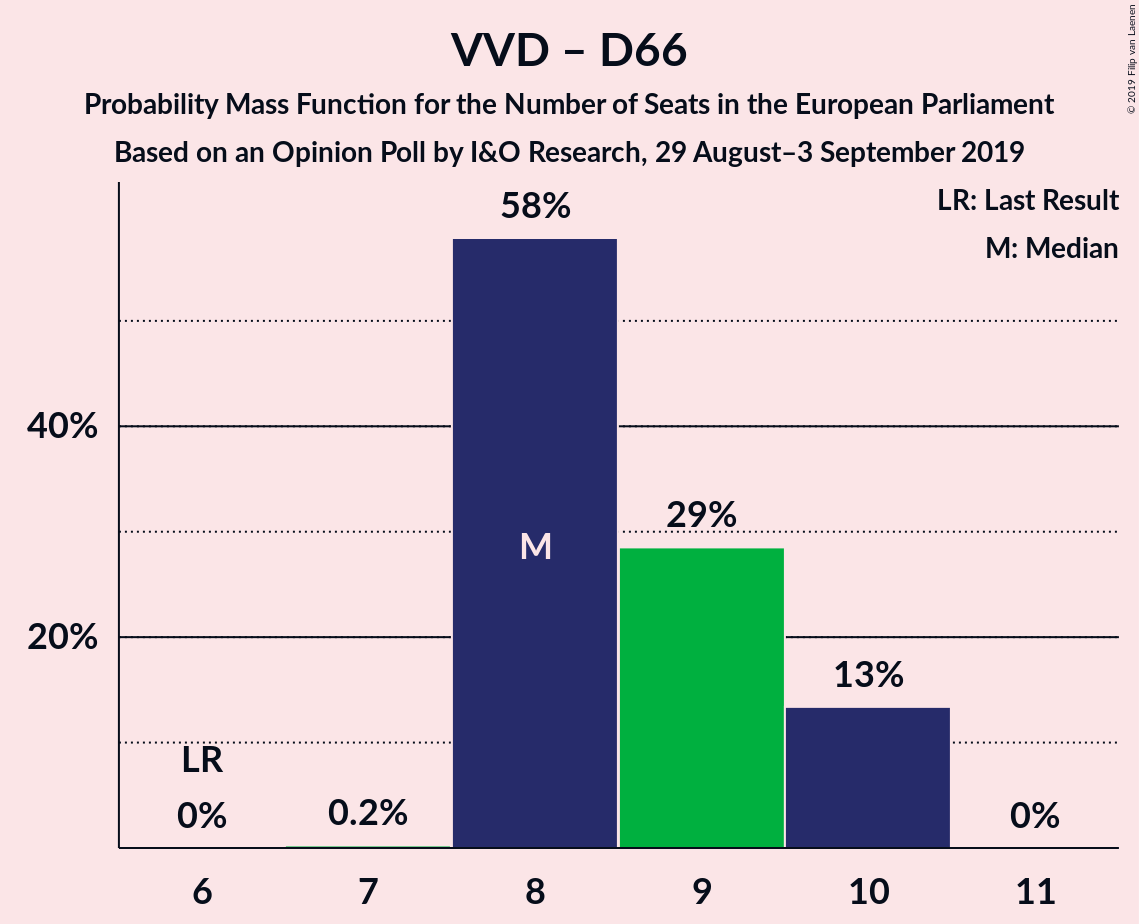 VVD – D66
Probability Mass Function for the Number of Seats in the European Parliament
Based on an Opinion Poll by I&O Research, 29 August–3 September 2019
© 2019 Filip van Laenen
LR: Last Result
M: Median
58%
40%
29%
M
20%
13%
LR
0%
0.2%
0%
6 7 8 9 10 11